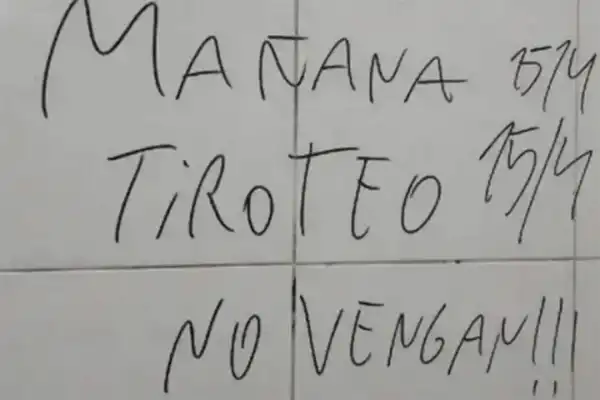 MAÑANA 15/4
TIROTEO 15/4
NO VENGAN!!!